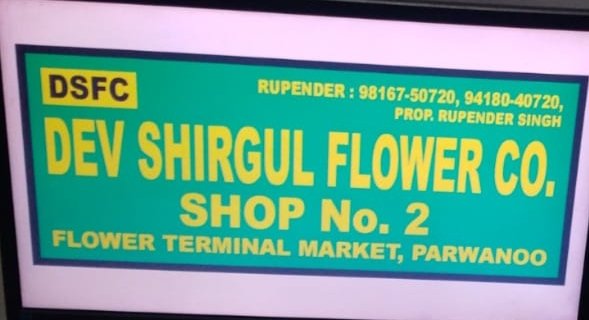 DSFC
RUPENDER : 98167-50720, 94180-40720,
PROP. RUPENDER SINGH
DEV SHIRGUL FLOWER CO.
SHOP No. 2
FLOWER TERMINAL MARKET, PARWANOO